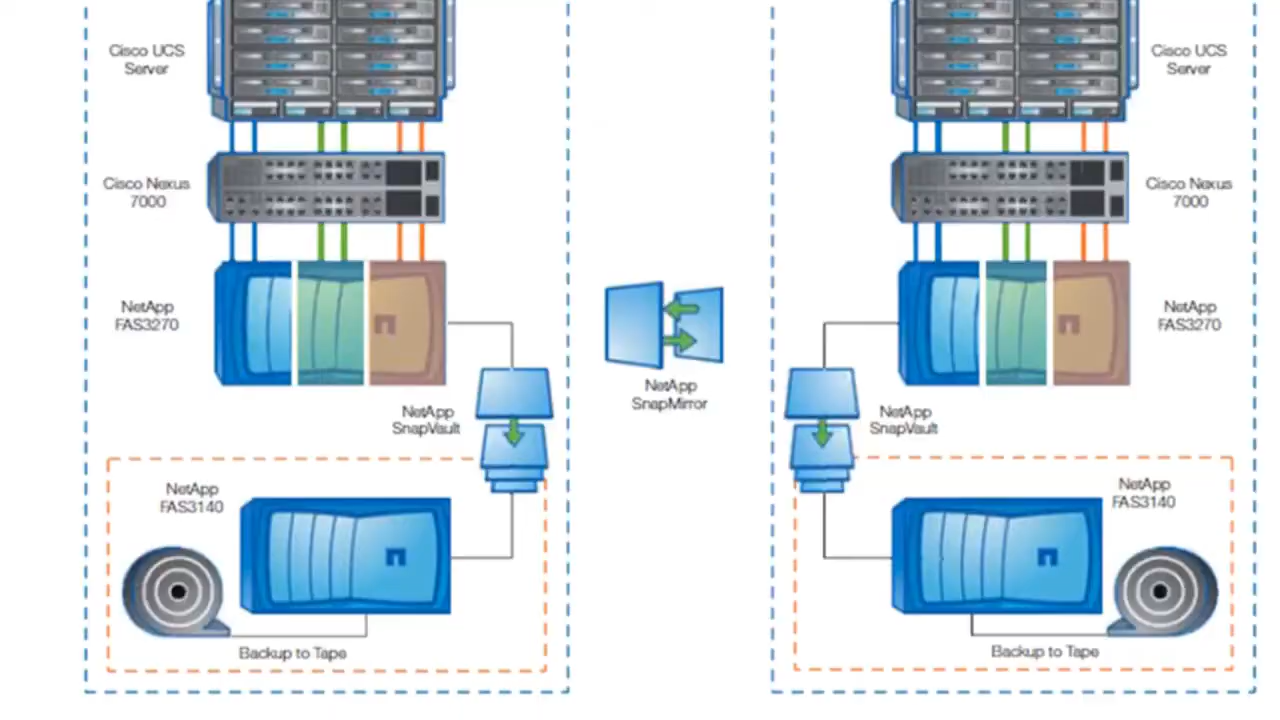 Cisco UCS
Server
Cisco UCS
Server
Cisco Nexus
7000
Cisco Nexus
7000
NetApp
FAS3270
NetApp
FAS3270
NetApp
SnapMirror
NetApp
SnapVault
NetApp
SnapVault
NetApp
FAS3140
NetApp
FAS3140
Backup to Tape
Backup to Tape